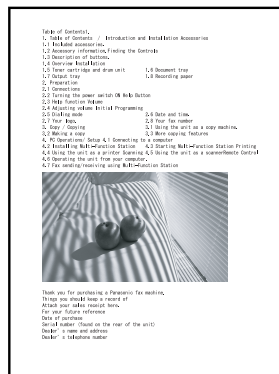 Table of Contents1.
1. Table of Contents / Introduction and Installation Accessories
1.1 Included accessories.
1.2 Accessory information.Finding the Controls
1.3 Description of buttons.
1.4 Overview Installation
1.5 Toner cartridge and drum unit 1.6 Document tray
1.7 Output tray 1.8 Recording paper
2. Preparation
2.1 Connections
2.2 Turning the power switch ON Help Button
2.3 Help function Volume
2.4 Adjusting volume Initial Programming
2.5 Dialing mode 2.6 Date and time.
2.7 Your logo. 2.8 Your fax number
3. Copy / Copying 3.1 Using the unit as a copy machine.
3.2 Making a copy 3.3 More copying features
4. PC Operations/ Setup 4.1 Connecting to a computer
4.2 Installing Multi-Function Station 4.3 Starting Multi-Function Station Printing
4.4 Using the unit as a printer Scanning 4.5 Using the unit as a scannerRemote Control
4.6 Operating the unit from your computer.
4.7 Fax sending/receiving using Multi-Function Station
Thank you for purchasing a Panasonic fax machine.
Things you should keep a record of
Attach your sales receipt here.
For your future reference
Date of purchase
Serial number (found on the rear of the unit)
Dealer's name and address
Dealer's telephone number